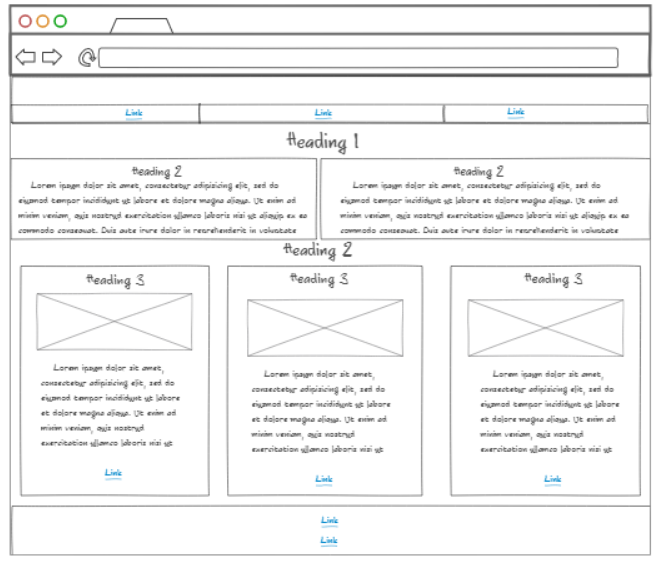 Link
Link
Link
Heading 1
Heading 2
Lorem ipsum dolor sit amet, consectetur adipisicing elit, sed do
eiusmod tempor incididunt ut labore et dolore magna aliqua. Ut enim ad
minim veniam, quis nostrud exercitation ullamco laboris nisi ut aliquip ex ea
commodo consequat. Duis aute irure dolor in reprehenderit in voluptate
Heading 2
Lorem ipsum dolor sit amet, consectetur adipisicing elit, sed do
eiusmod tempor incididunt ut labore et dolore magna aliqua. Ut enim ad
minim veniam, quis nostrud exercitation ullamco laboris nisi ut aliquip ex ea
commodo consequat. Duis aute irure dolor in reprehenderit in voluptate
Heading 2
Heading 3
Lorem ipsum dolor sit amet,
consectetur adipisicing elit, sed do
eiusmod tempor incididunt ut labore
et dolore magna aliqua. Ut enim ad
minim veniam, quis nostrud
exercitation ullamco laboris nisi ut
Link
Heading 3
Lorem ipsum dolor sit amet,
consectetur adipisicing elit, sed do
eiusmod tempor incididunt ut labore
et dolore magna aliqua. Ut enim ad
minim veniam, quis nostrud
exercitation ullamco laboris nisi ut
Link
Heading 3
Lorem ipsum dolor sit amet,
consectetur adipisicing elit, sed do
eiusmod tempor incididunt ut labore
et dolore magna aliqua. Ut enim ad
minim veniam, quis nostrud
exercitation ullamco laboris nisi ut
Link
Link
Link